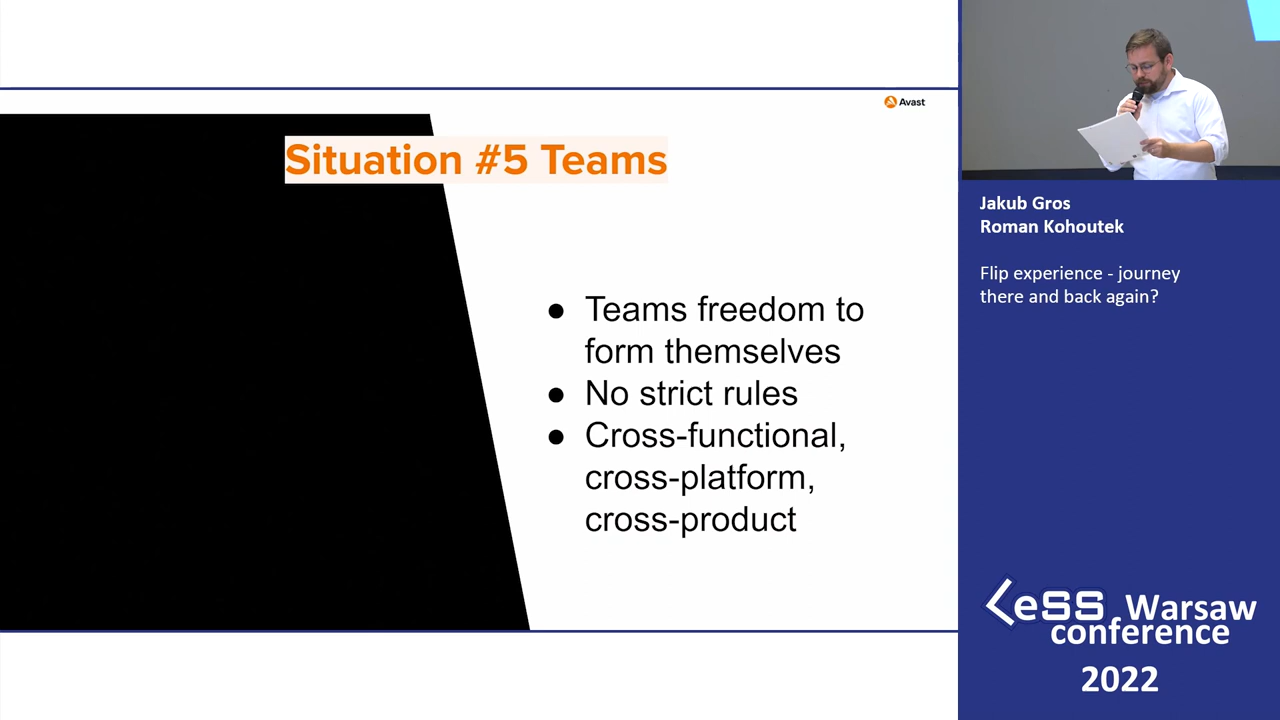 Avast
Situation #5 Teams
● Teams freedom to
form themselves
● No strict rules
● Cross-functional,
cross-platform,
cross-product
Jakub Gros
Roman Kohoutek
Flip experience - journey
there and back again?
LeSS Warsaw
conference
2022